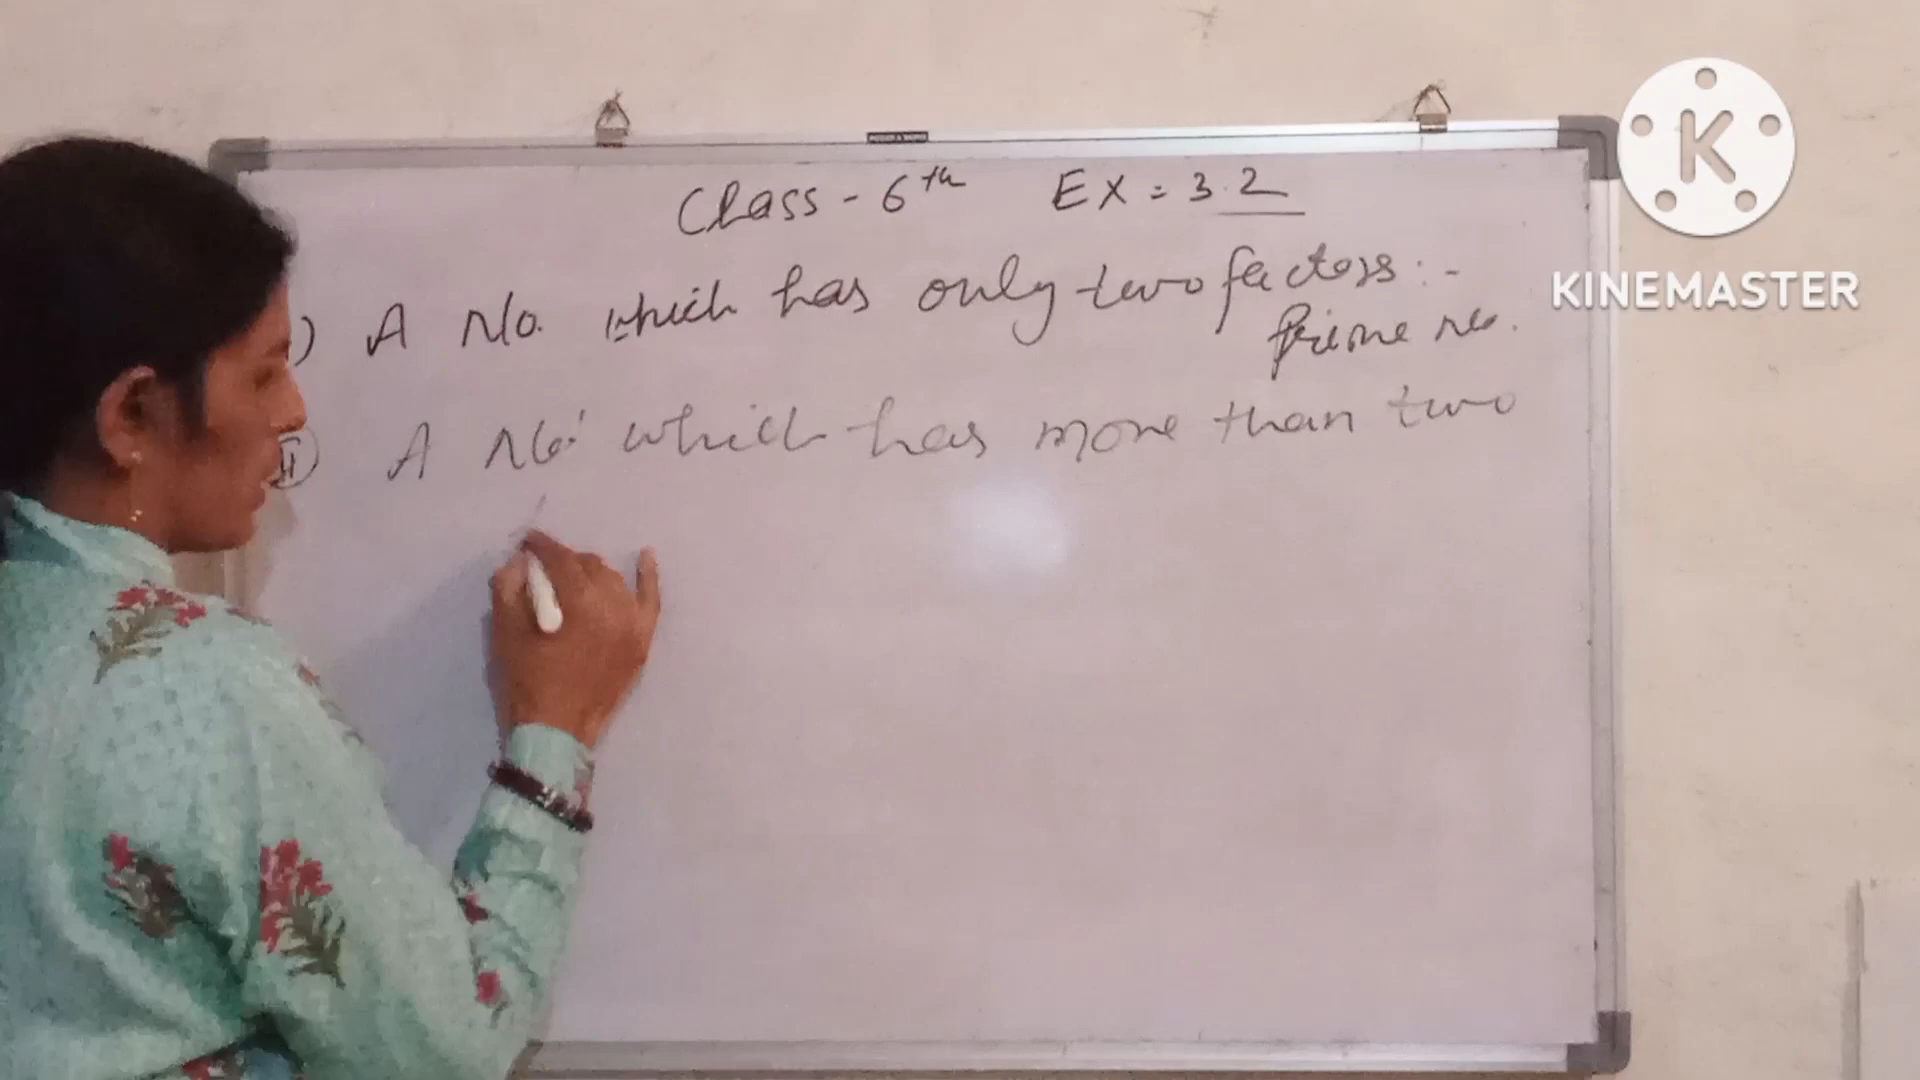 Class - 6th Ex = 3.2
) A No. which has only two factors :-
Prime no.
(ii) A No. which has more than two
K
KINEMASTER